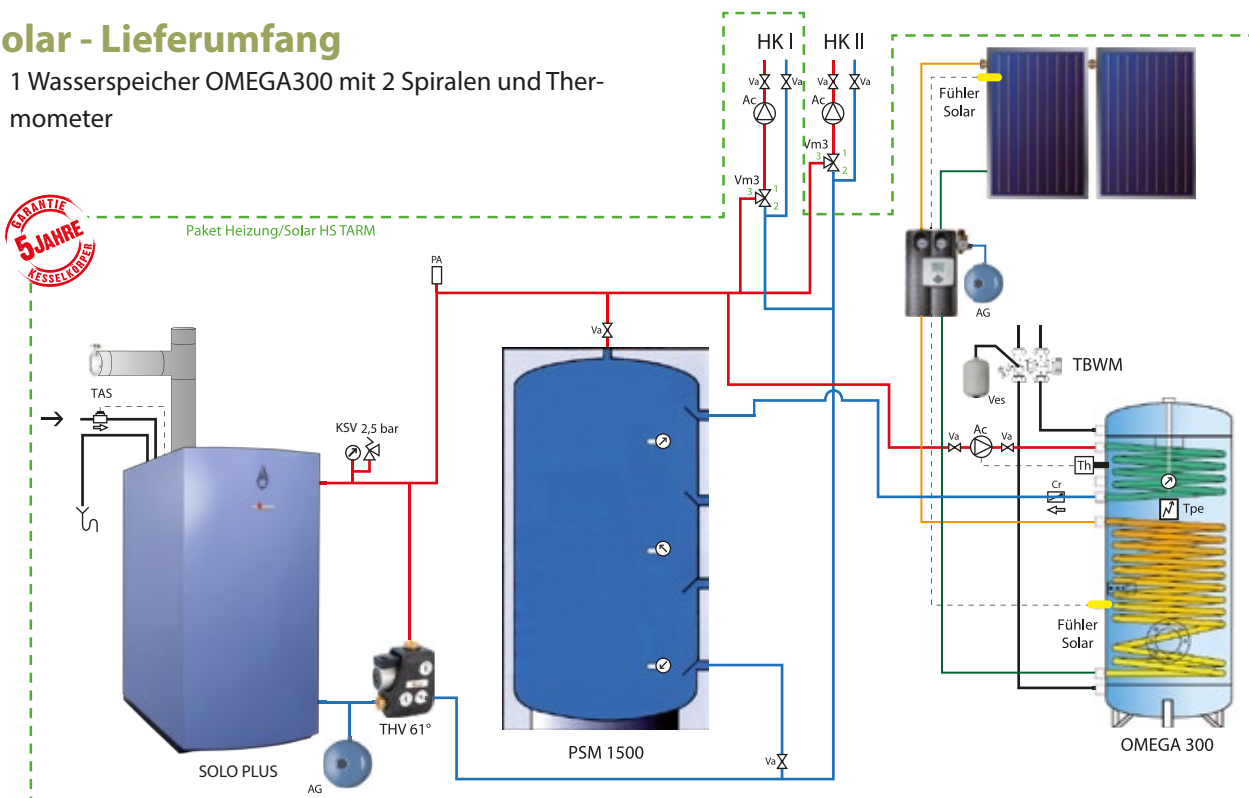 olar - Lieferumfang
1 Wasserspeicher OMEGA300 mit 2 Spiralen und Ther-
mometer
HK I
HK II
Va
Va
Va
Va
Ac
Ac
Vm3
3
1
2
Vm3
3
1
2
Fühler
Solar
GARANTIE
5 JAHRE
KESSELKÖRPER
Paket Heizung/Solar HS TARM
PA
AG
Va
TBWM
Ves
TAS
KSV 2,5 bar
Va
Ac
Va
Th
Cr
Tpe
Fühler
Solar
THV 61°
PSM 1500
Va
OMEGA 300
SOLO PLUS
AG